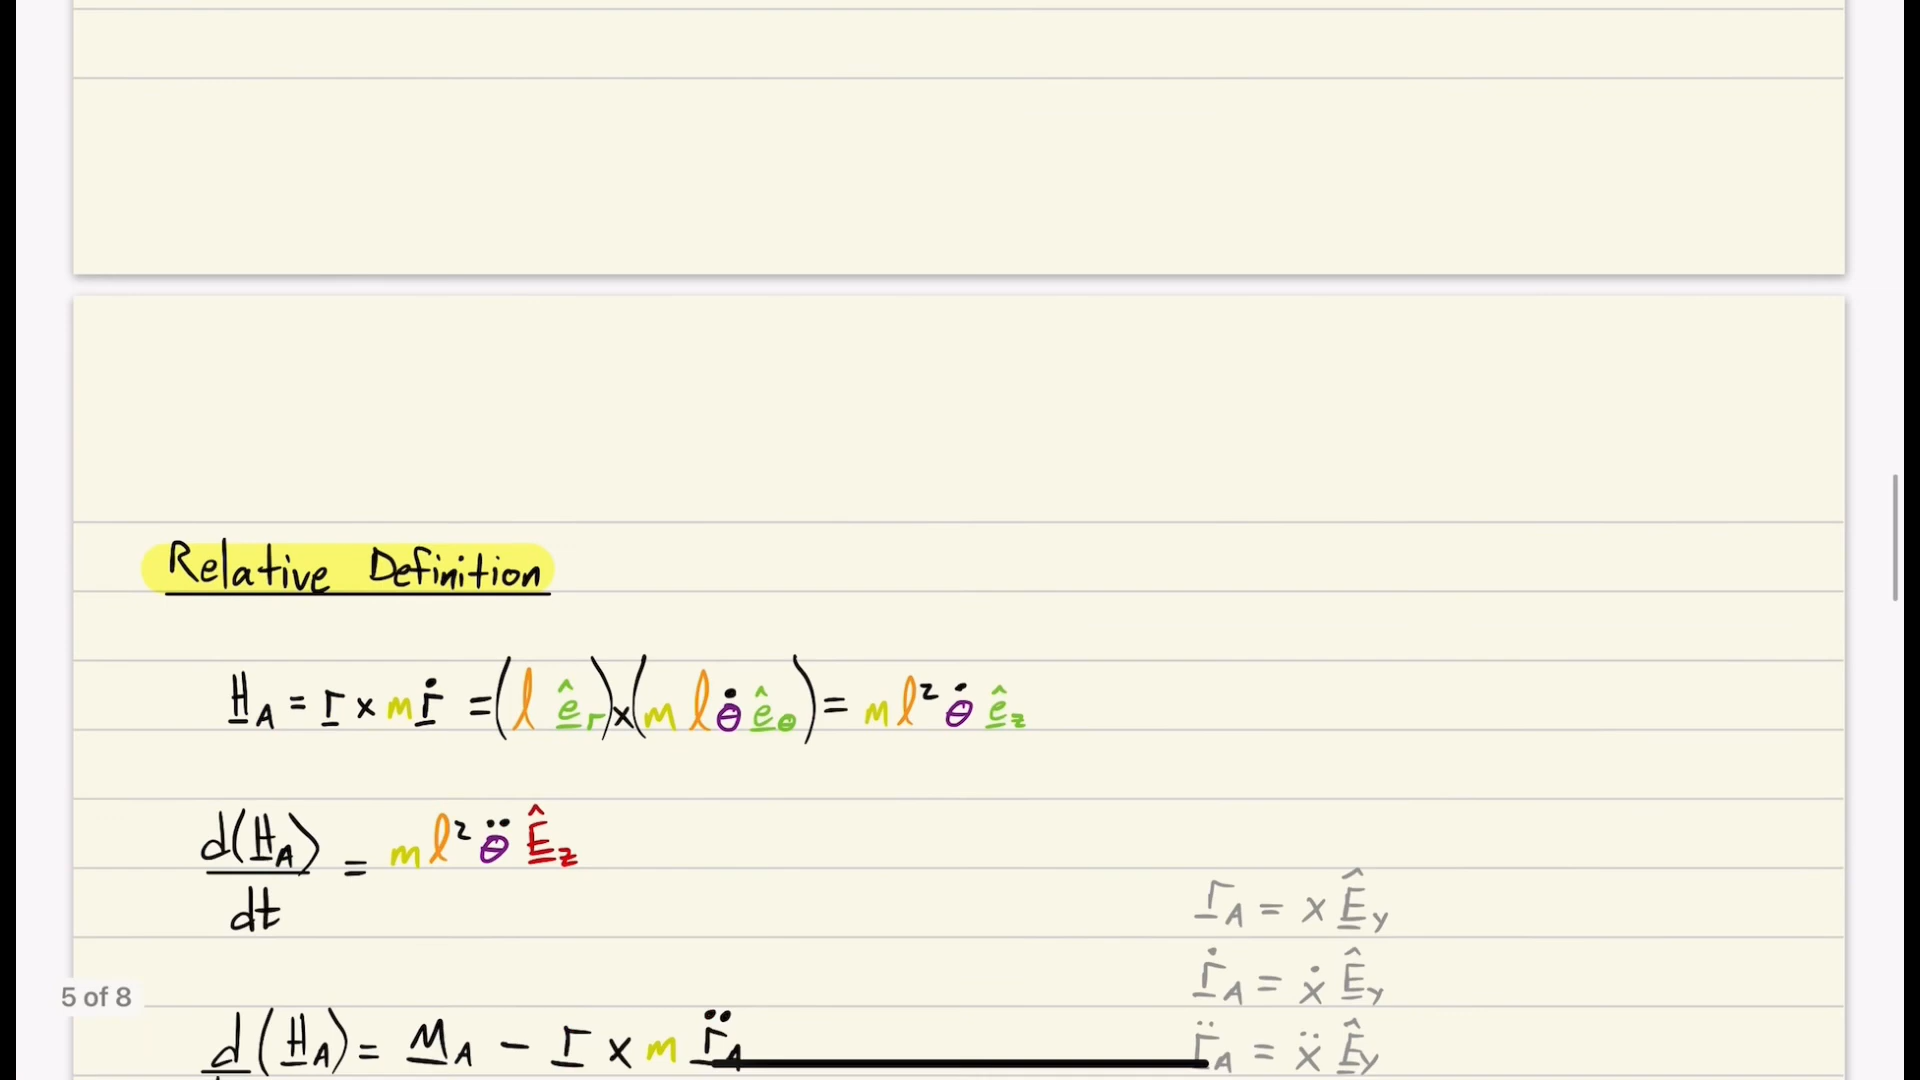 Relative Definition
H_A = r x m ṙ = (l ê_r) x (m l θ̇ ê_θ) = m l² θ̇ ê_z
d(H_A)/dt = m l² θ̈ Ê_z
r_A = x Ê_y
ṙ_A = ẋ Ê_y
5 of 8
d (H_A) = M_A - r x m r̈_A
r̈_A = ẍ Ê_y